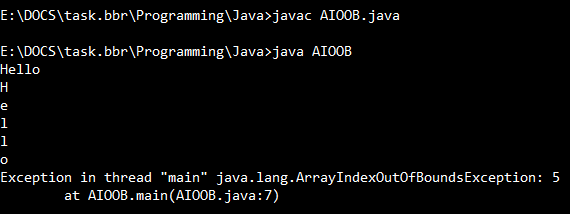 E:\DOCS\task.bbr\Programming\Java>javac AIOOB.java
E:\DOCS\task.bbr\Programming\Java>java AIOOB
Hello
H
e
l
l
o
Exception in thread "main" java.lang.ArrayIndexOutOfBoundsException: 5
        at AIOOB.main(AIOOB.java:7)